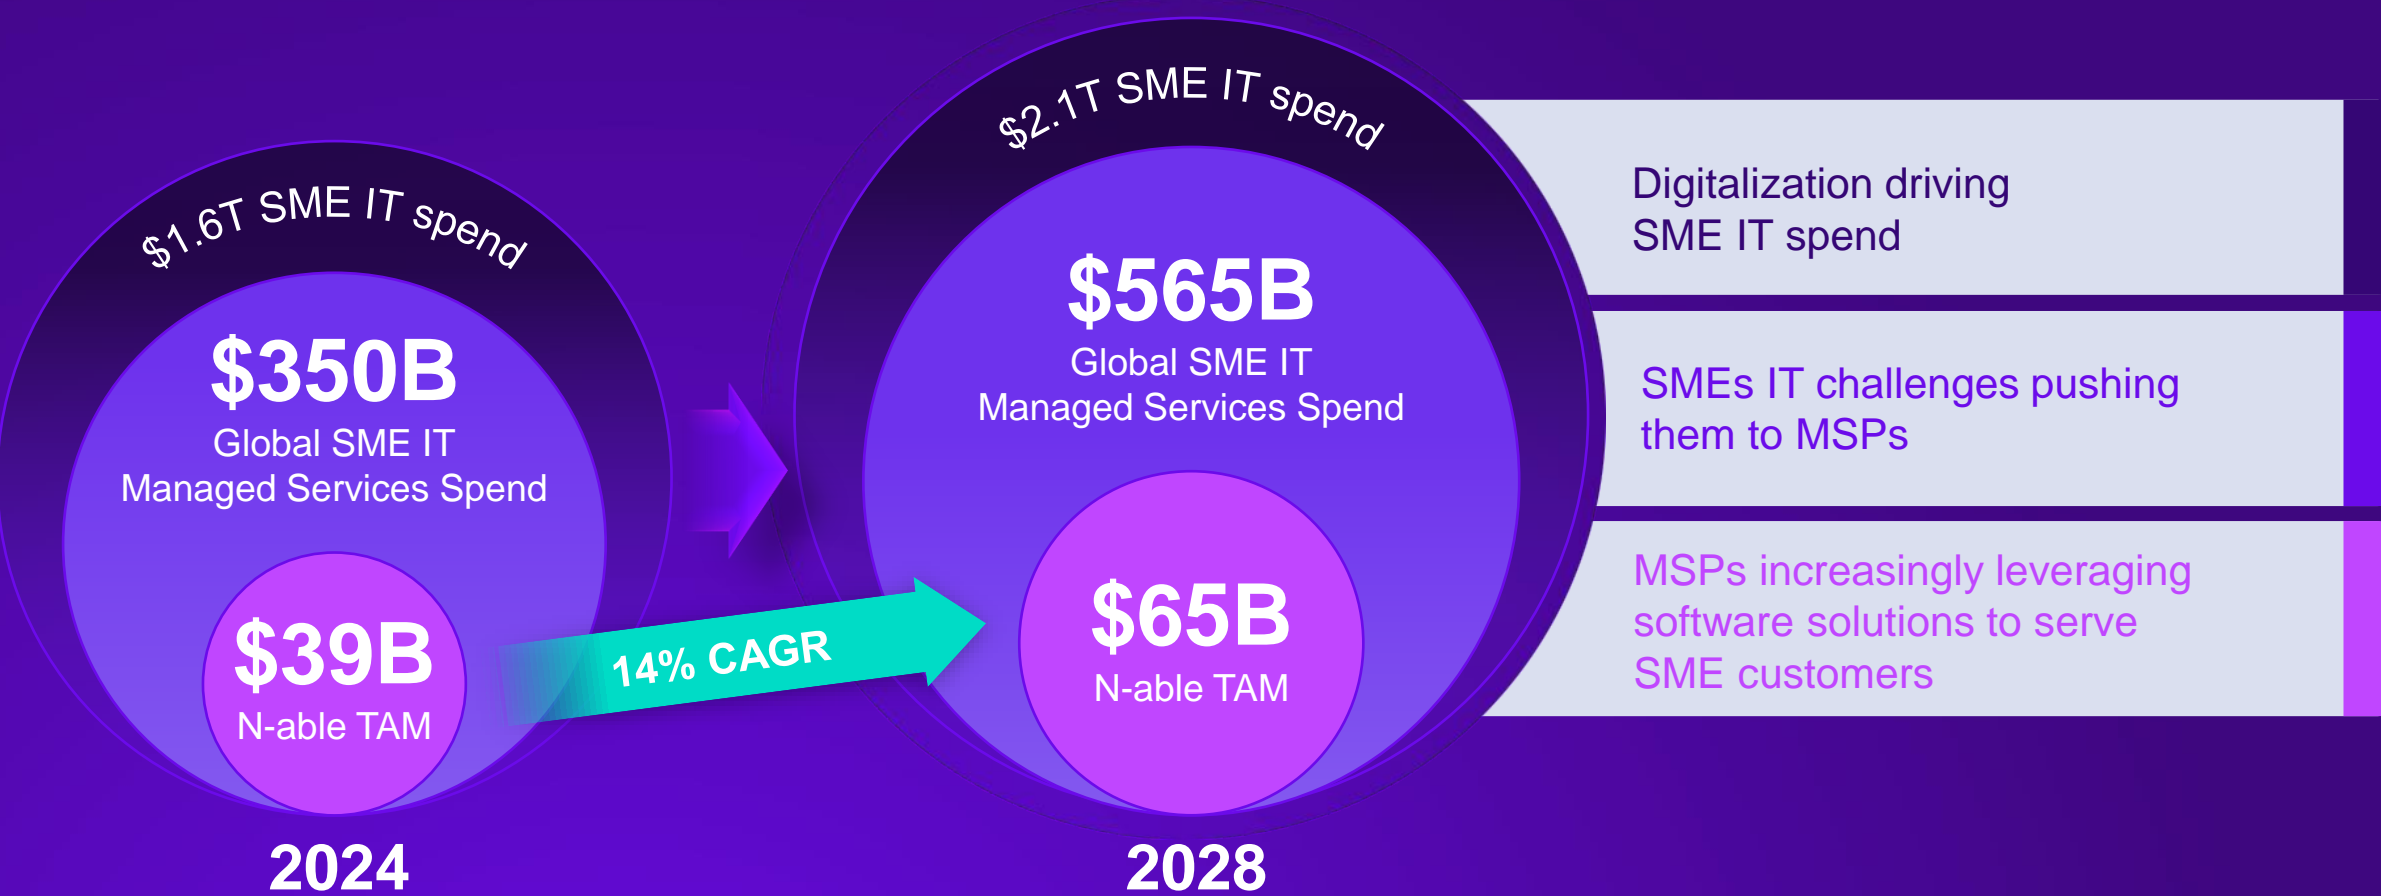 $1.6T SME IT spend
$350B
Global SME IT
Managed Services Spend
$39B
N-able TAM
2024
14% CAGR
$2.1T SME IT spend
$565B
Global SME IT
Managed Services Spend
$65B
N-able TAM
2028
Digitalization driving
SME IT spend
SMEs IT challenges pushing
them to MSPs
MSPs increasingly leveraging
software solutions to serve
SME customers